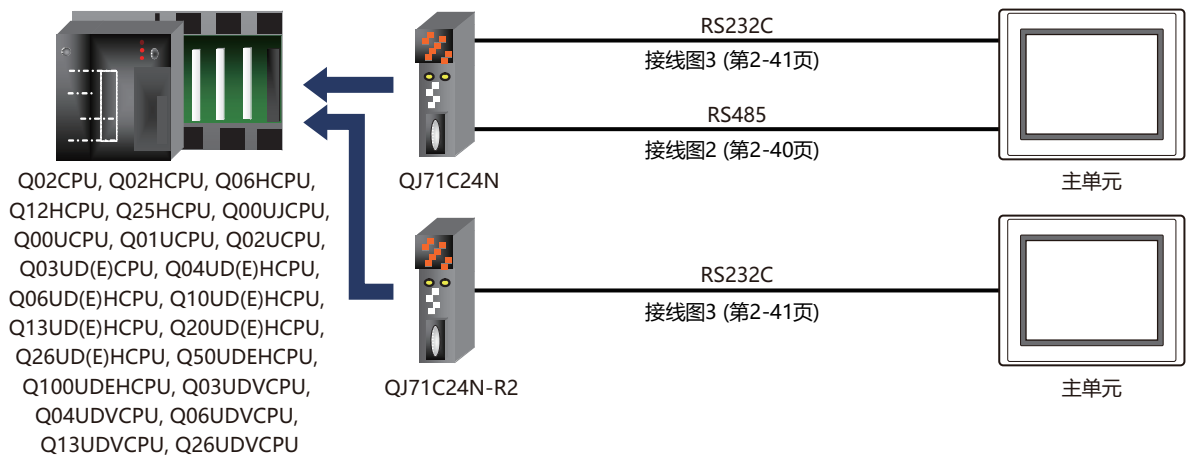 RS232C
接线图3 (第2-41页)
RS485
接线图2 (第2-40页)
Q02CPU, Q02HCPU, Q06HCPU,
Q12HCPU, Q25HCPU, Q00UJCPU,
Q00UCPU, Q01UCPU, Q02UCPU,
Q03UD(E)CPU, Q04UD(E)HCPU,
Q06UD(E)HCPU, Q10UD(E)HCPU,
Q13UD(E)HCPU, Q20UD(E)HCPU,
Q26UD(E)HCPU, Q50UDEHCPU,
Q100UDEHCPU, Q03UDVCPU,
Q04UDVCPU, Q06UDVCPU,
Q13UDVCPU, Q26UDVCPU
QJ71C24N
主单元
RS232C
接线图3 (第2-41页)
QJ71C24N-R2
主单元